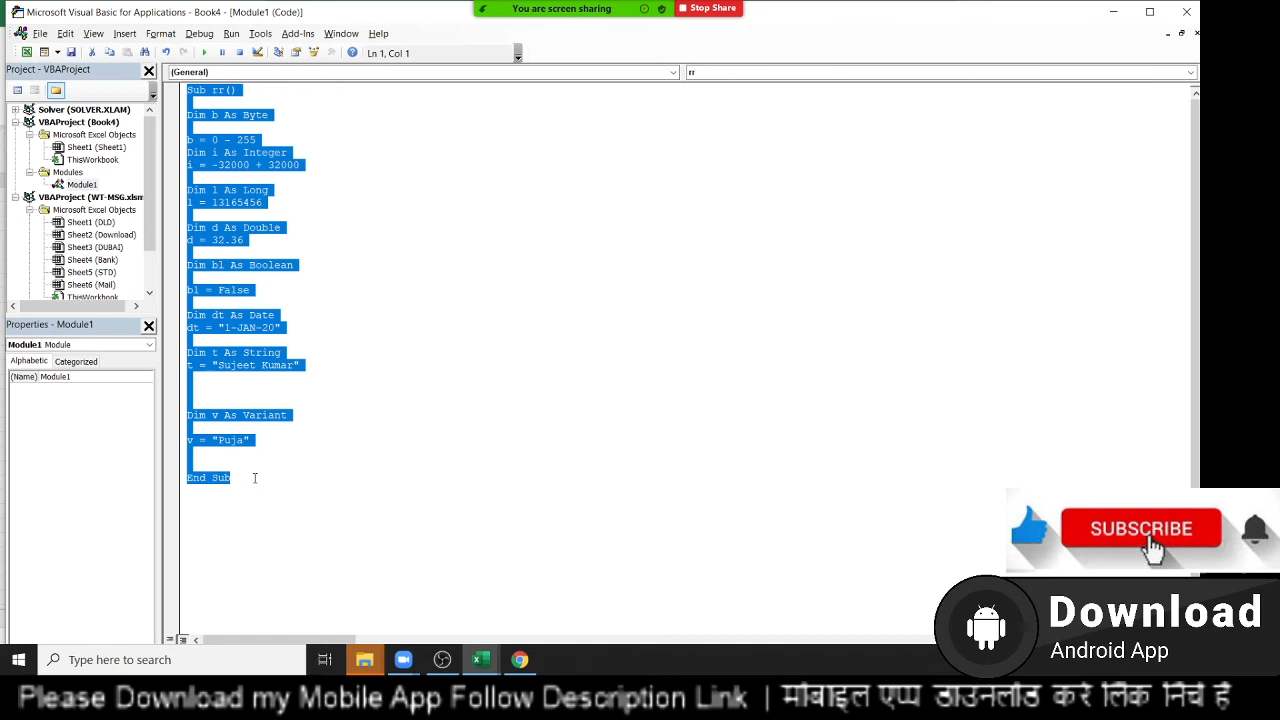 Microsoft Visual Basic for Applications - Book4 - [Module1 (Code)]
You are screen sharing
Stop Share
File Edit View Insert Format Debug Run Tools Add-Ins Window Help
Ln 1, Col 1
Project - VBAProject
(General)
rr
Solver (SOLVER.XLAM)
VBAProject (Book4)
Microsoft Excel Objects
Sheet1 (Sheet1)
ThisWorkbook
Modules
Module1
VBAProject (WT-MSG.xlsm
Microsoft Excel Objects
Sheet1 (DLD)
Sheet2 (Download)
Sheet3 (DUBAI)
Sheet4 (Bank)
Sheet5 (STD)
Sheet6 (Mail)
ThisWorkbook
Properties - Module1
Module1 Module
Alphabetic Categorized
(Name) Module1
Sub rr()
Dim b As Byte
b = 0 - 255
Dim i As Integer
i = -32000 + 32000
Dim l As Long
l = 13165456
Dim d As Double
d = 32.36
Dim bl As Boolean
bl = False
Dim dt As Date
dt = "1-JAN-20"
Dim t As String
t = "Sujeet Kumar"
Dim v As Variant
v = "Puja"
End Sub
SUBSCRIBE
Download
Android App
Type here to search
Please Download my Mobile App Follow Description Link | मोबाइल एप्प डाउनलोड करे लिंक निचे है